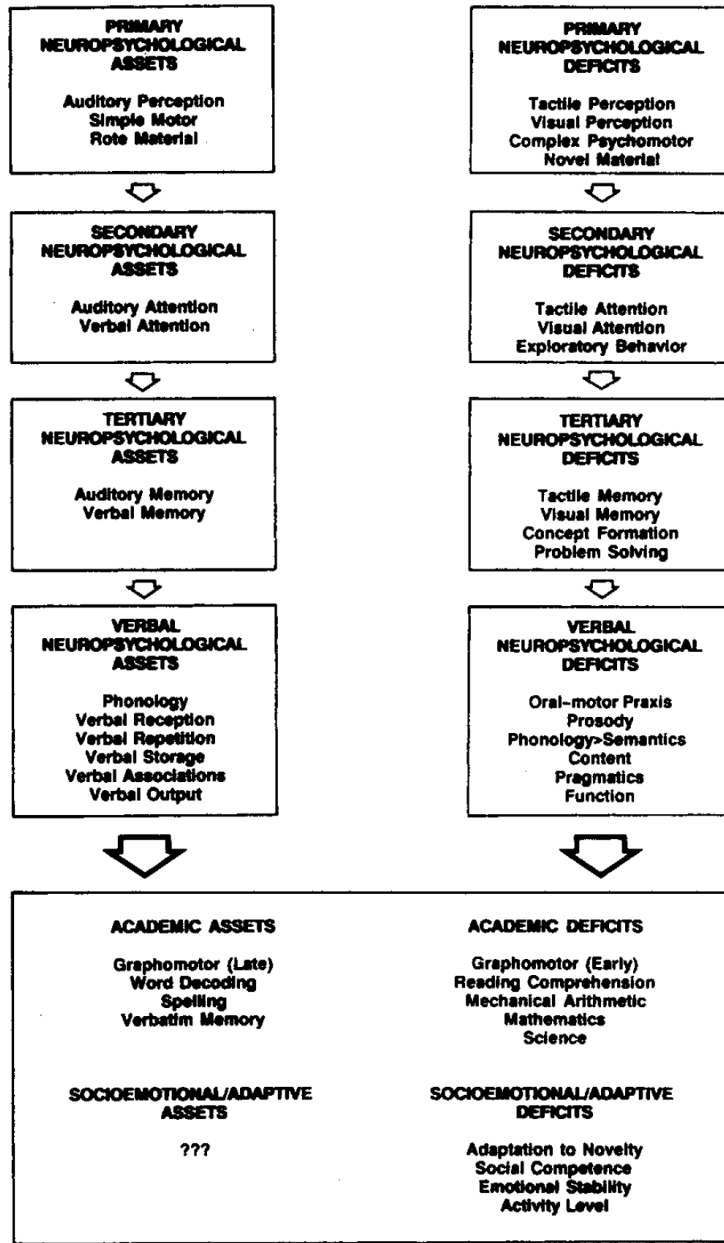 PRIMARY
NEUROPSYCHOLOGICAL
ASSETS
Auditory Perception
Simple Motor
Rote Material
SECONDARY
NEUROPSYCHOLOGICAL
ASSETS
Auditory Attention
Verbal Attention
TERTIARY
NEUROPSYCHOLOGICAL
ASSETS
Auditory Memory
Verbal Memory
VERBAL
NEUROPSYCHOLOGICAL
ASSETS
Phonology
Verbal Reception
Verbal Repetition
Verbal Storage
Verbal Associations
Verbal Output
PRIMARY
NEUROPSYCHOLOGICAL
DEFICITS
Tactile Perception
Visual Perception
Complex Psychomotor
Novel Material
SECONDARY
NEUROPSYCHOLOGICAL
DEFICITS
Tactile Attention
Visual Attention
Exploratory Behavior
TERTIARY
NEUROPSYCHOLOGICAL
DEFICITS
Tactile Memory
Visual Memory
Concept Formation
Problem Solving
VERBAL
NEUROPSYCHOLOGICAL
DEFICITS
Oral-motor Praxis
Prosody
Phonology>Semantics
Content
Pragmatics
Function
ACADEMIC ASSETS
Graphomotor (Late)
Word Decoding
Spelling
Verbatim Memory
SOCIOEMOTIONAL/ADAPTIVE
ASSETS
???
ACADEMIC DEFICITS
Graphomotor (Early)
Reading Comprehension
Mechanical Arithmetic
Mathematics
Science
SOCIOEMOTIONAL/ADAPTIVE
DEFICITS
Adaptation to Novelty
Social Competence
Emotional Stability
Activity Level